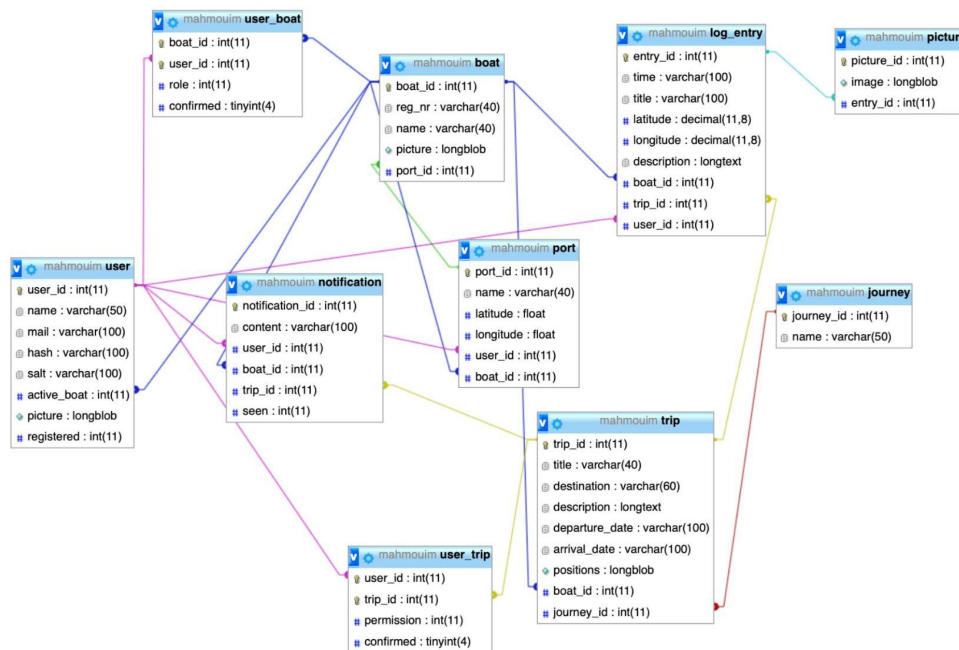 mahmouim user_boat
boat_id : int(11)
user_id : int(11)
role : int(11)
confirmed : tinyint(4)
mahmouim boat
boat_id : int(11)
reg_nr : varchar(40)
name : varchar(40)
picture : longblob
port_id : int(11)
mahmouim log_entry
entry_id : int(11)
time : varchar(100)
title : varchar(100)
latitude : decimal(11,8)
longitude : decimal(11,8)
description : longtext
boat_id : int(11)
trip_id : int(11)
user_id : int(11)
mahmouim picture
picture_id : int(11)
image : longblob
entry_id : int(11)
mahmouim user
user_id : int(11)
name : varchar(50)
mail : varchar(100)
hash : varchar(100)
salt : varchar(100)
active_boat : int(11)
picture : longblob
registered : int(11)
mahmouim notification
notification_id : int(11)
content : varchar(100)
user_id : int(11)
boat_id : int(11)
trip_id : int(11)
seen : int(11)
mahmouim port
port_id : int(11)
name : varchar(40)
latitude : float
longitude : float
user_id : int(11)
boat_id : int(11)
mahmouim journey
journey_id : int(11)
name : varchar(50)
mahmouim trip
trip_id : int(11)
title : varchar(40)
destination : varchar(60)
description : longtext
departure_date : varchar(100)
arrival_date : varchar(100)
positions : longblob
boat_id : int(11)
journey_id : int(11)
mahmouim user_trip
user_id : int(11)
trip_id : int(11)
permission : int(11)
confirmed : tinyint(4)